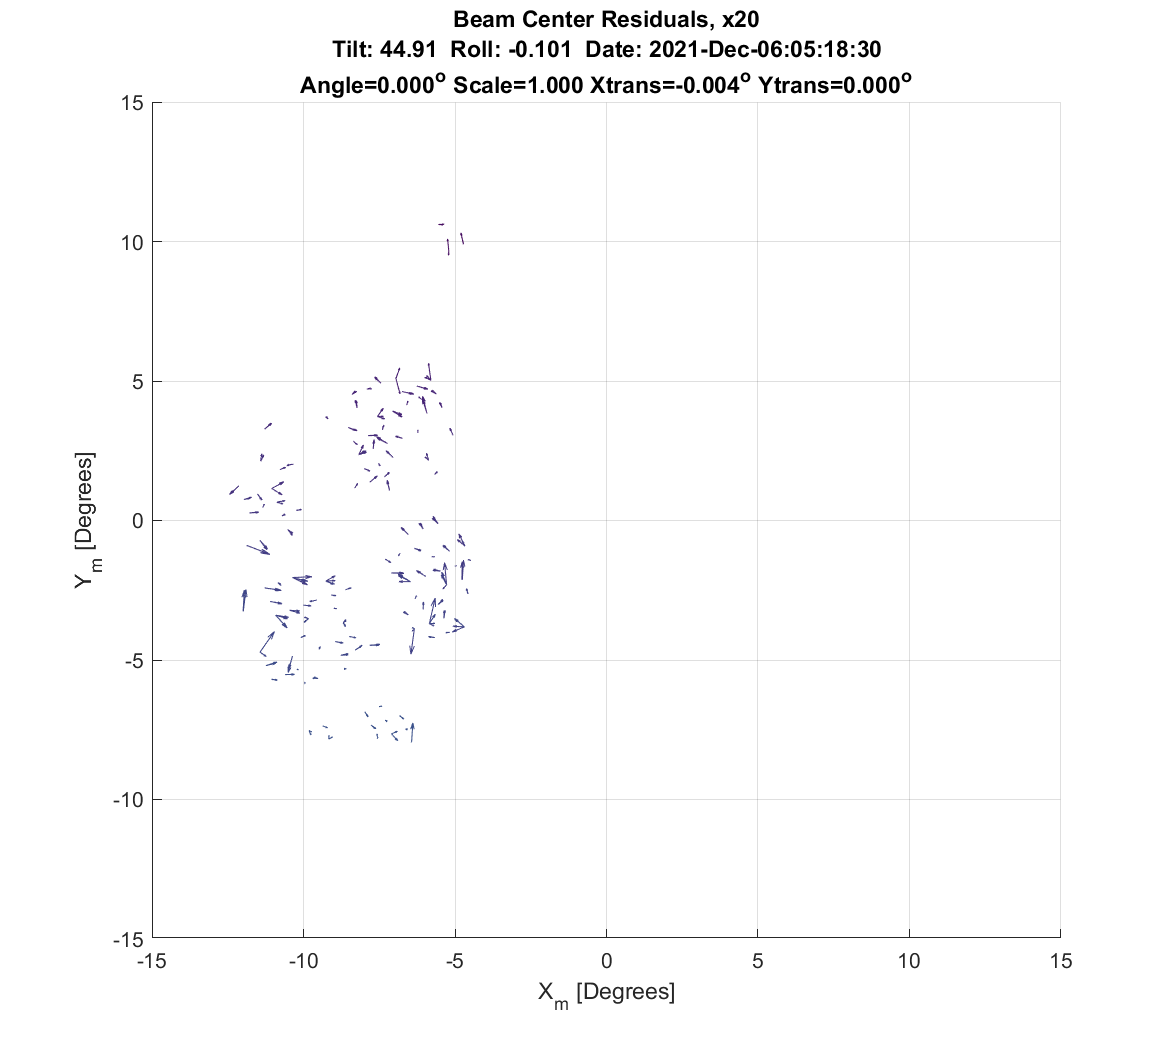 Beam Center Residuals, x20
Tilt: 44.91 Roll: -0.101 Date: 2021-Dec-06:05:18:30
Angle=0.000° Scale=1.000 Xtrans=-0.004° Ytrans=0.000°
15
10
5
0
-5
-10
-15
Y_m [Degrees]
-15 -10 -5 0 5 10 15
X_m [Degrees]